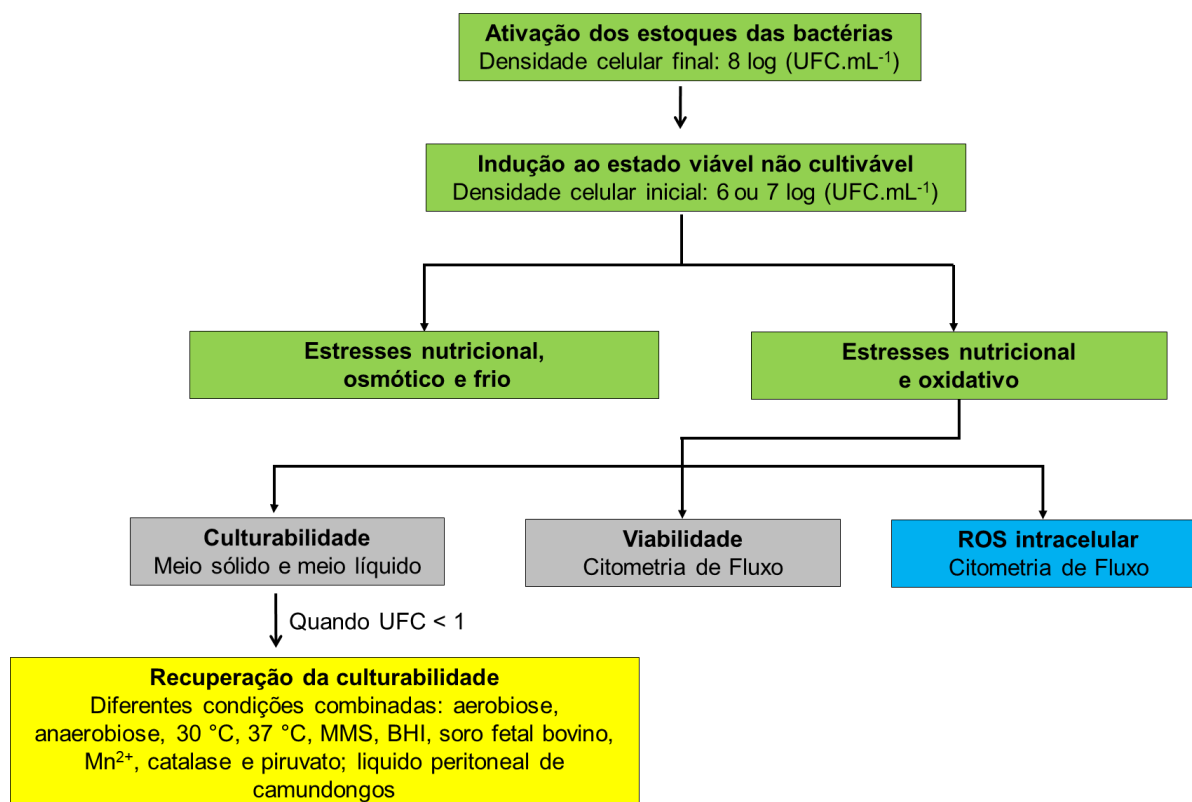 Ativação dos estoques das bactérias
Densidade celular final: 8 log (UFC.mL⁻¹)
Indução ao estado viável não cultivável
Densidade celular inicial: 6 ou 7 log (UFC.mL⁻¹)
Estresses nutricional,
osmótico e frio
Estresses nutricional
e oxidativo
Culturabilidade
Meio sólido e meio líquido
Viabilidade
Citometria de Fluxo
ROS intracelular
Citometria de Fluxo
Quando UFC < 1
Recuperação da culturabilidade
Diferentes condições combinadas: aerobiose,
anaerobiose, 30 °C, 37 °C, MMS, BHI, soro fetal bovino,
Mn²⁺, catalase e piruvato; liquido peritoneal de
camundongos